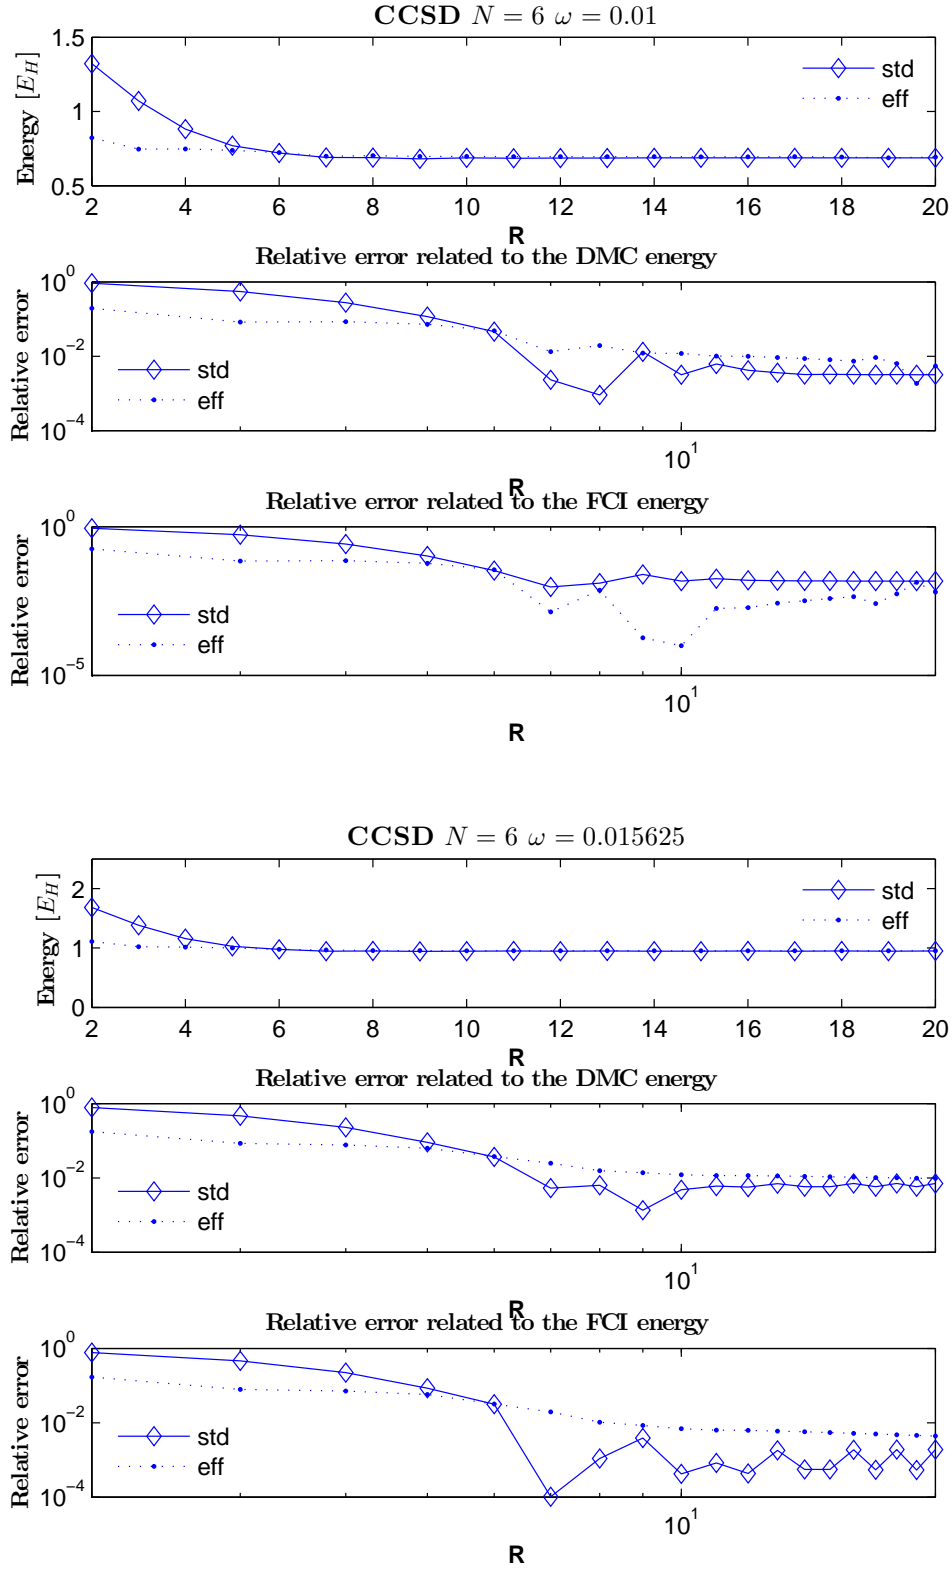 CCSD N = 6 ω = 0.01
Energy [E_H]
1.5
1
0.5
std
eff
2 4 6 8 10 12 14 16 18 20
R
Relative error related to the DMC energy
Relative error
10^0
10^−2
10^−4
std
eff
10^1
R
Relative error related to the FCI energy
Relative error
10^0
10^−5
std
eff
10^1
R
CCSD N = 6 ω = 0.015625
Energy [E_H]
2
1
0
std
eff
2 4 6 8 10 12 14 16 18 20
R
Relative error related to the DMC energy
Relative error
10^0
10^−2
10^−4
std
eff
10^1
R
Relative error related to the FCI energy
Relative error
10^0
10^−2
10^−4
std
eff
10^1
R